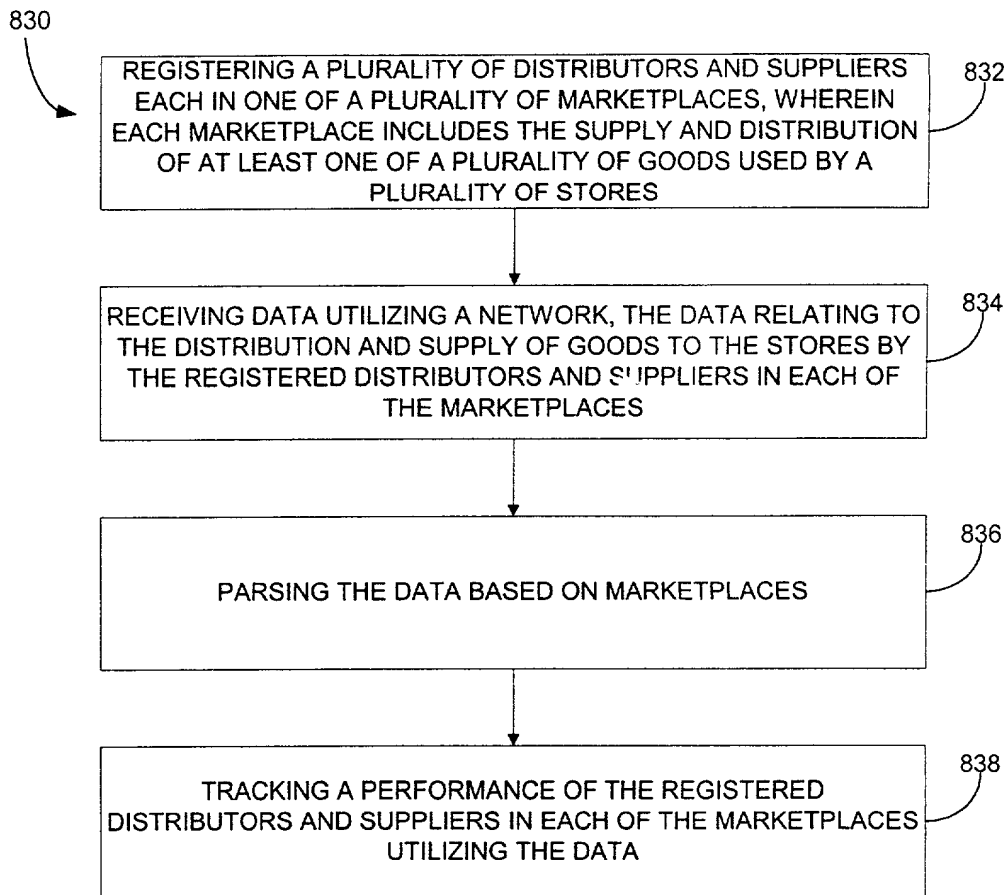 830
REGISTERING A PLURALITY OF DISTRIBUTORS AND SUPPLIERS
EACH IN ONE OF A PLURALITY OF MARKETPLACES, WHEREIN
EACH MARKETPLACE INCLUDES THE SUPPLY AND DISTRIBUTION
OF AT LEAST ONE OF A PLURALITY OF GOODS USED BY A
PLURALITY OF STORES
832
RECEIVING DATA UTILIZING A NETWORK, THE DATA RELATING TO
THE DISTRIBUTION AND SUPPLY OF GOODS TO THE STORES BY
THE REGISTERED DISTRIBUTORS AND SUPPLIERS IN EACH OF
THE MARKETPLACES
834
PARSING THE DATA BASED ON MARKETPLACES
836
TRACKING A PERFORMANCE OF THE REGISTERED
DISTRIBUTORS AND SUPPLIERS IN EACH OF THE MARKETPLACES
UTILIZING THE DATA
838